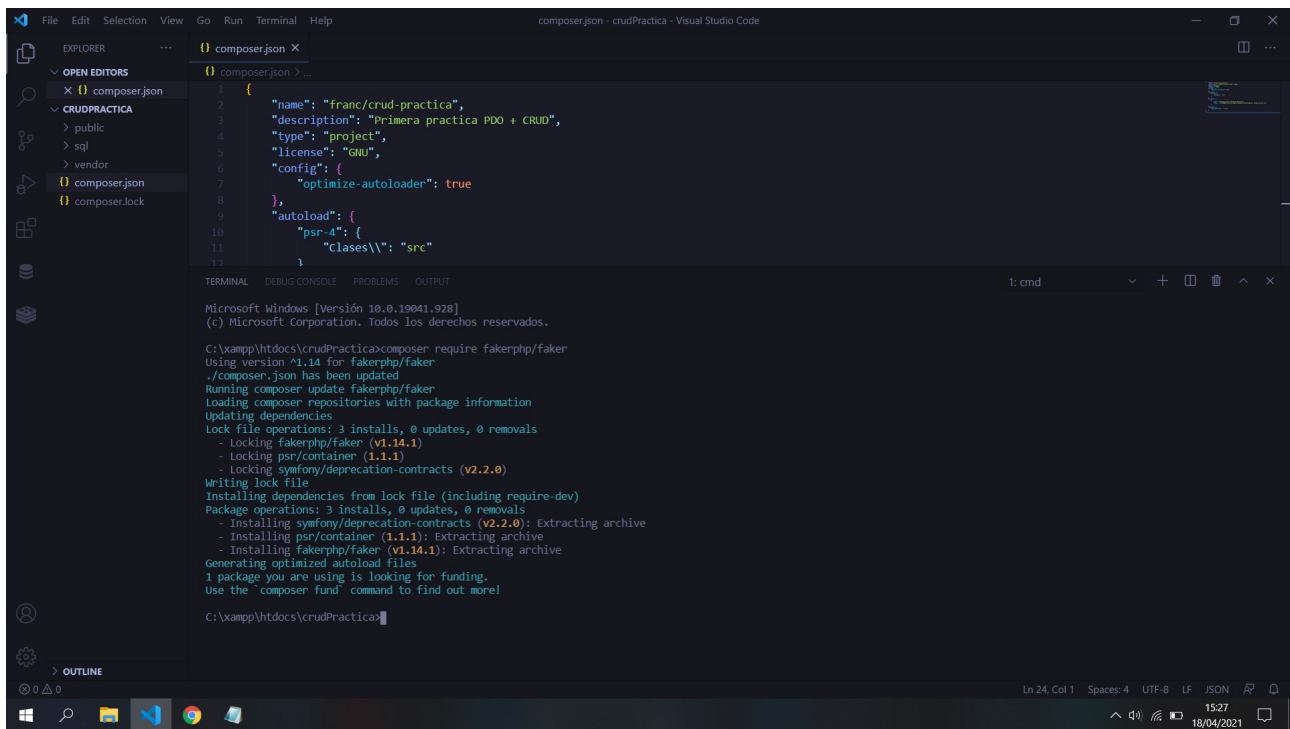 File Edit Selection View Go Run Terminal Help composer.json - crudPractica - Visual Studio Code
EXPLORER
{} composer.json
OPEN EDITORS
{} composer.json > ...
{} composer.json
CRUDPRACTICA
> public
> sql
> vendor
{} composer.json
{} composer.lock
1 {
2 "name": "franc/crud-practica",
3 "description": "Primera practica PDO + CRUD",
4 "type": "project",
5 "license": "GNU",
6 "config": {
7 "optimize-autoloader": true
8 },
9 "autoload": {
10 "psr-4": {
11 "Clases\\": "src"
12 }
TERMINAL DEBUG CONSOLE PROBLEMS OUTPUT 1: cmd
Microsoft Windows [Versión 10.0.19041.928]
(c) Microsoft Corporation. Todos los derechos reservados.
C:\xampp\htdocs\crudPractica>composer require fakerphp/faker
Using version ^1.14 for fakerphp/faker
./composer.json has been updated
Running composer update fakerphp/faker
Loading composer repositories with package information
Updating dependencies
Lock file operations: 3 installs, 0 updates, 0 removals
- Locking fakerphp/faker (v1.14.1)
- Locking psr/container (1.1.1)
- Locking symfony/deprecation-contracts (v2.2.0)
Writing lock file
Installing dependencies from lock file (including require-dev)
Package operations: 3 installs, 0 updates, 0 removals
- Installing symfony/deprecation-contracts (v2.2.0): Extracting archive
- Installing psr/container (1.1.1): Extracting archive
- Installing fakerphp/faker (v1.14.1): Extracting archive
Generating optimized autoload files
1 package you are using is looking for funding.
Use the `composer fund` command to find out more!
C:\xampp\htdocs\crudPractica>
> OUTLINE
0 0 Ln 24, Col 1 Spaces: 4 UTF-8 LF JSON
15:27
18/04/2021